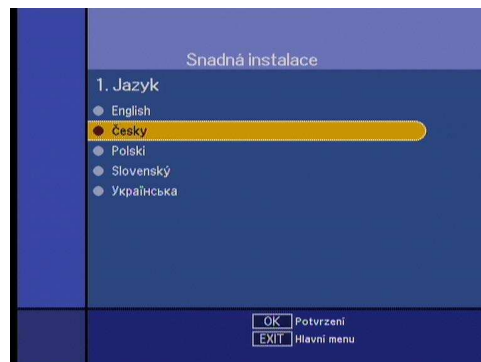 Snadná instalace
1. Jazyk
English
Česky
Polski
Slovenský
Українська
OK Potvrzení
EXIT Hlavní menu